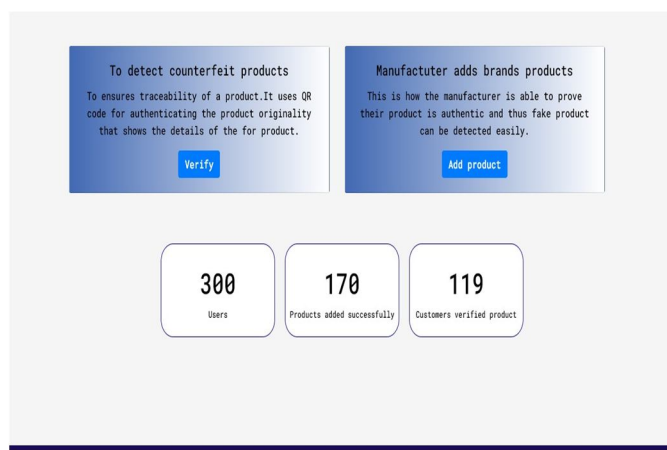 To detect counterfeit products
To ensures traceability of a product.It uses QR
code for authenticating the product originality
that shows the details of the for product.
Verify
Manufactuter adds brands products
This is how the manufacturer is able to prove
their product is authentic and thus fake product
can be detected easily.
Add product
300
Users
170
Products added successfully
119
Customers verified product